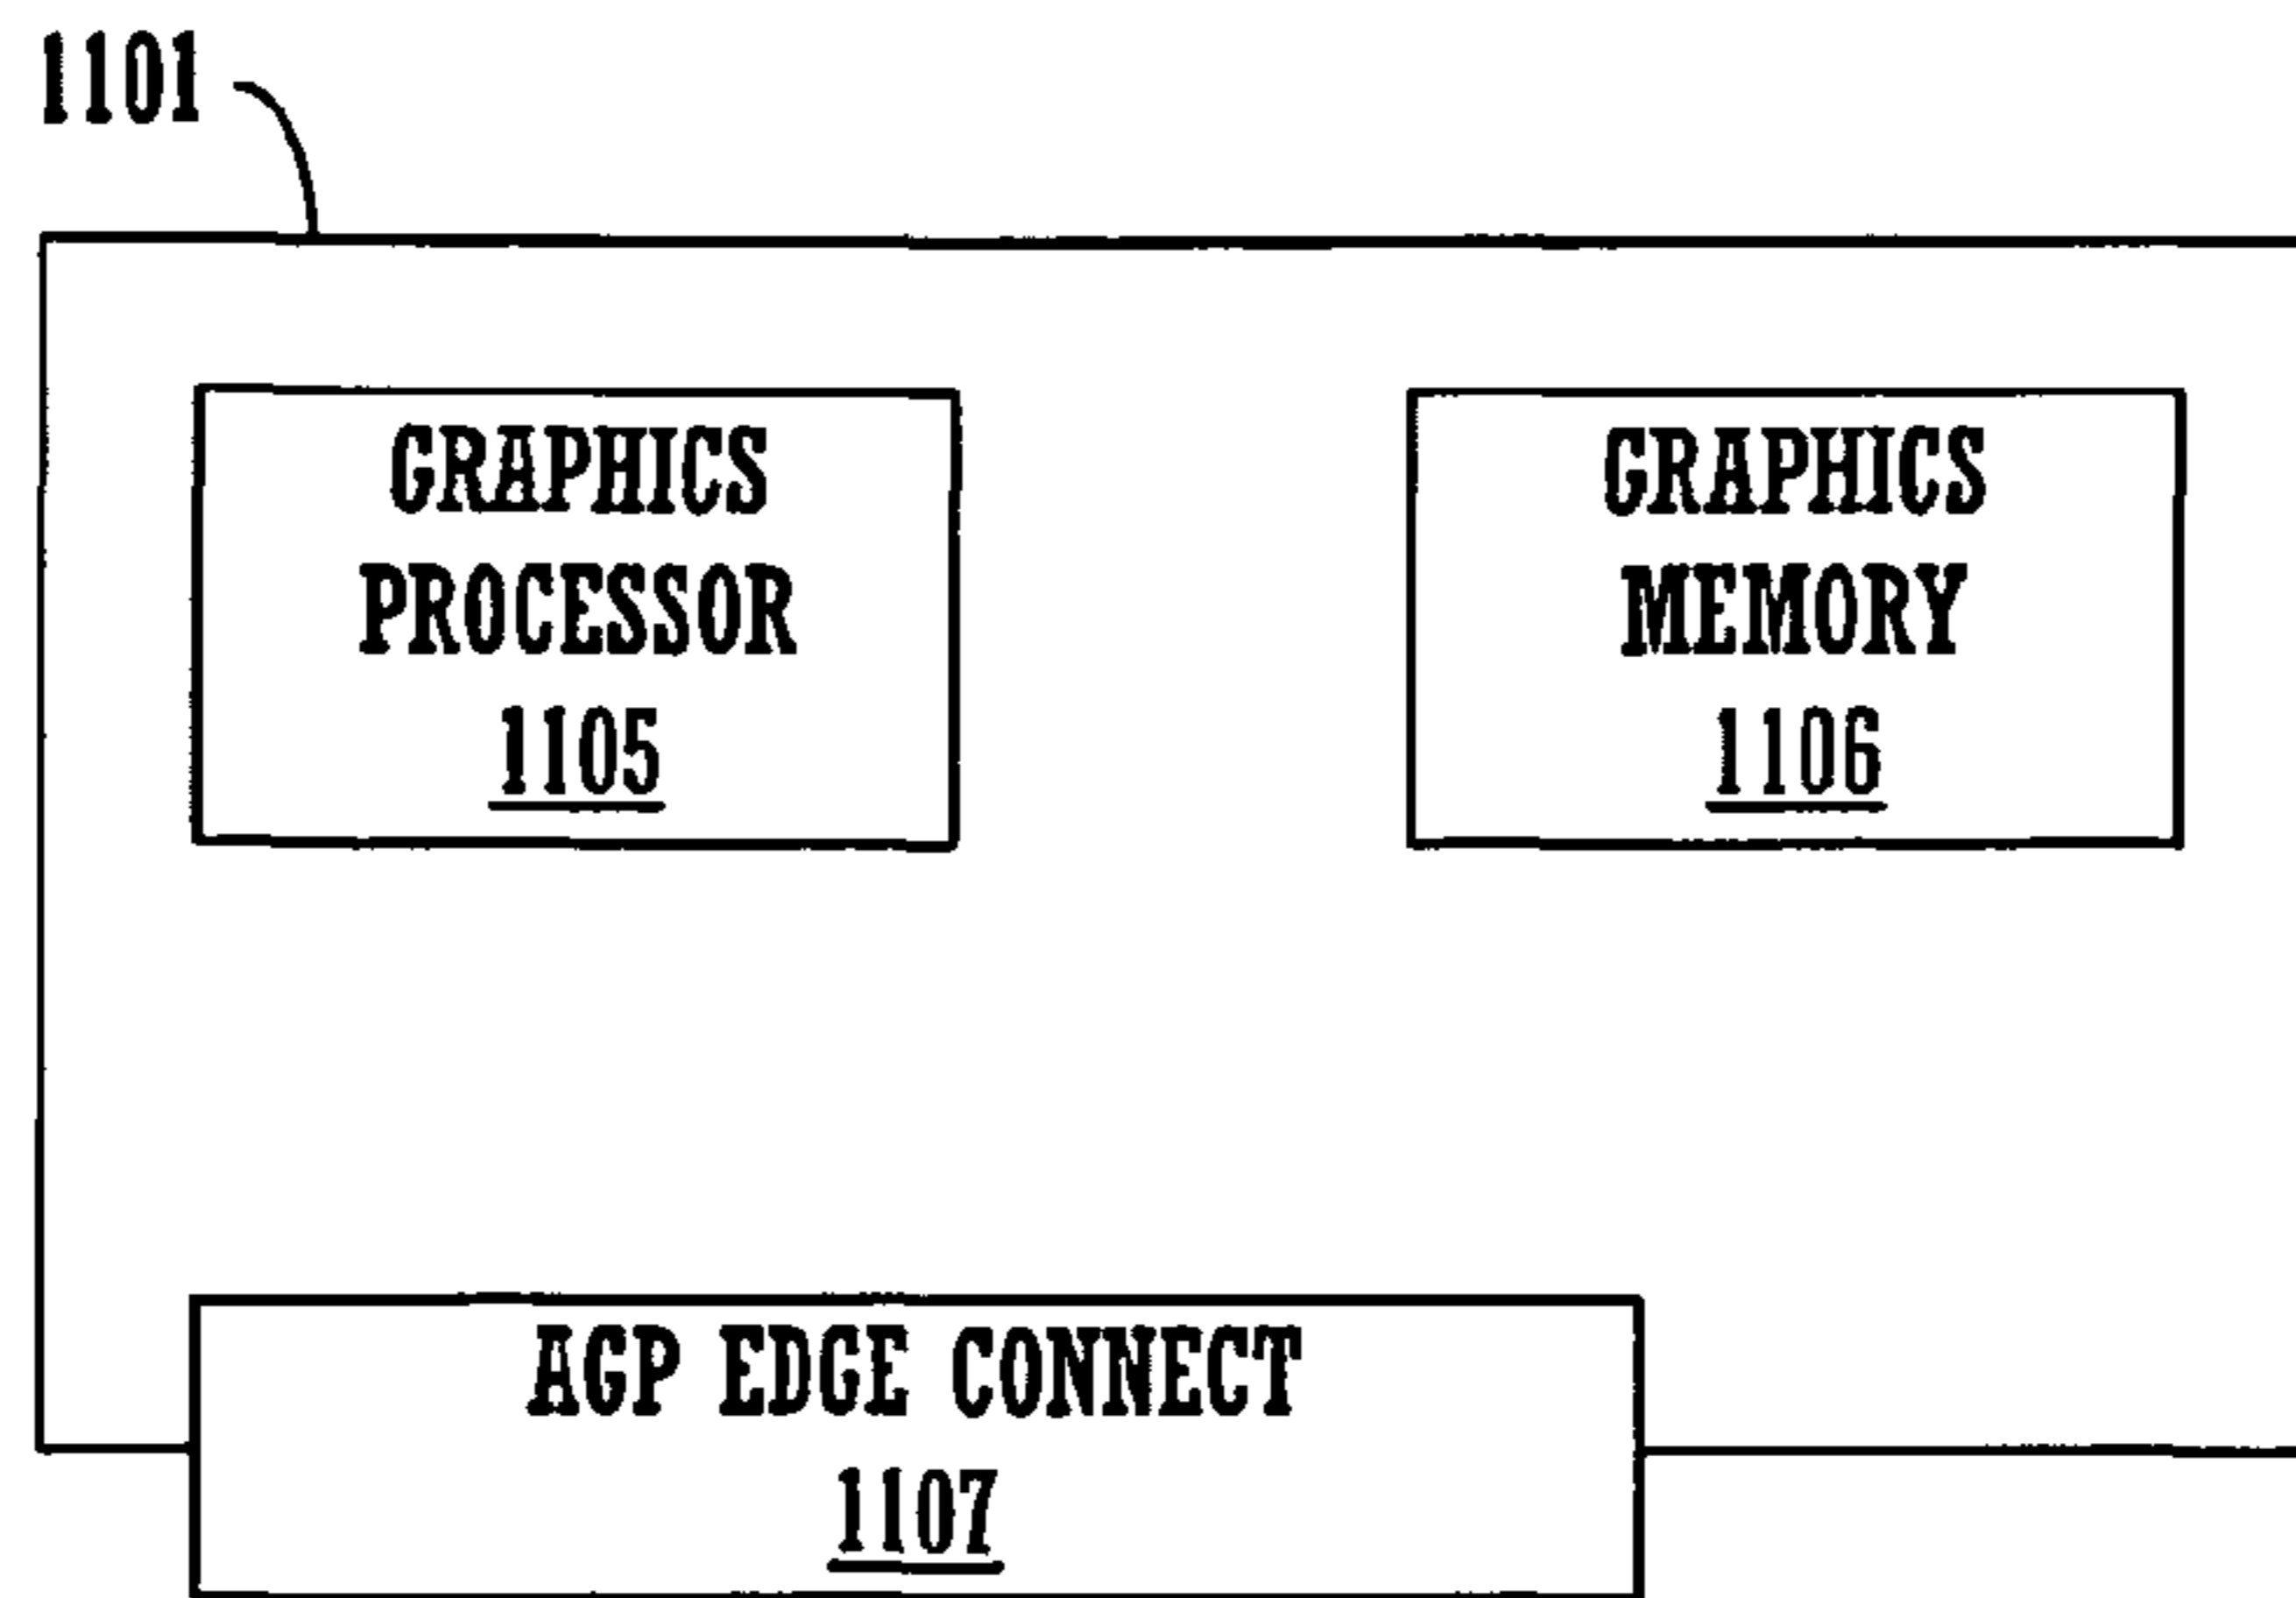 1101
GRAPHICS
PROCESSOR
1105
GRAPHICS
MEMORY
1106
AGP EDGE CONNECT
1107